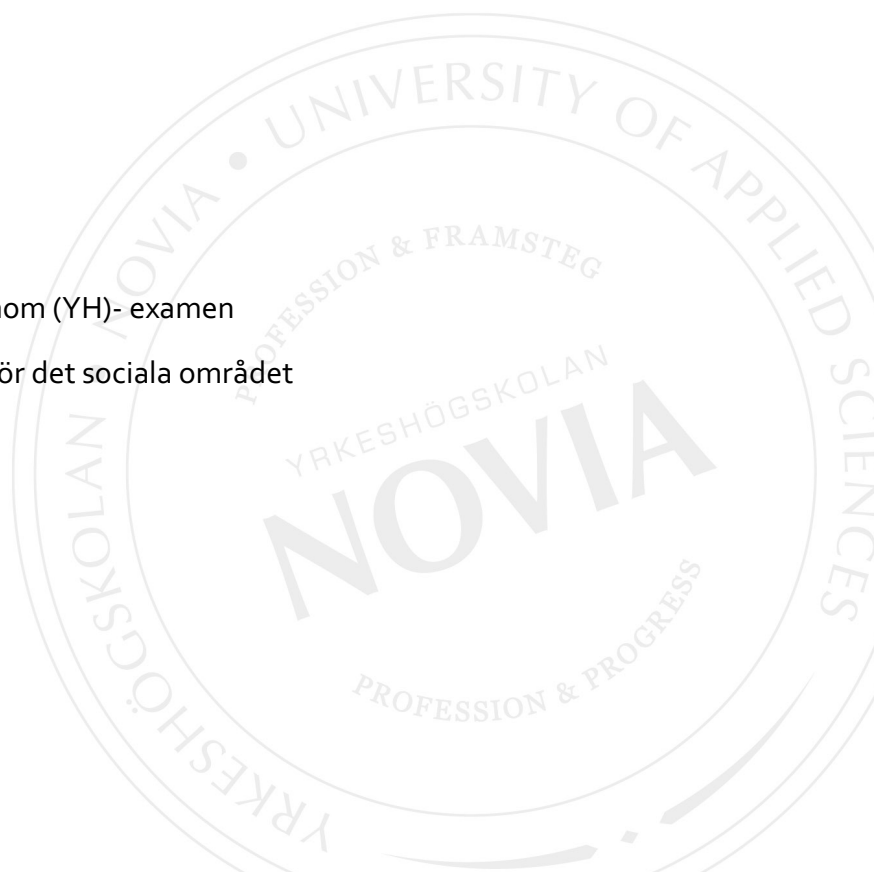 YRKESHÖGSKOLAN NOVIA • UNIVERSITY OF APPLIED SCIENCES
PROFESSION & FRAMSTEG
nom (YH)- examen
ör det sociala området
YRKESHÖGSKOLAN
NOVIA
PROFESSION & PROGRESS